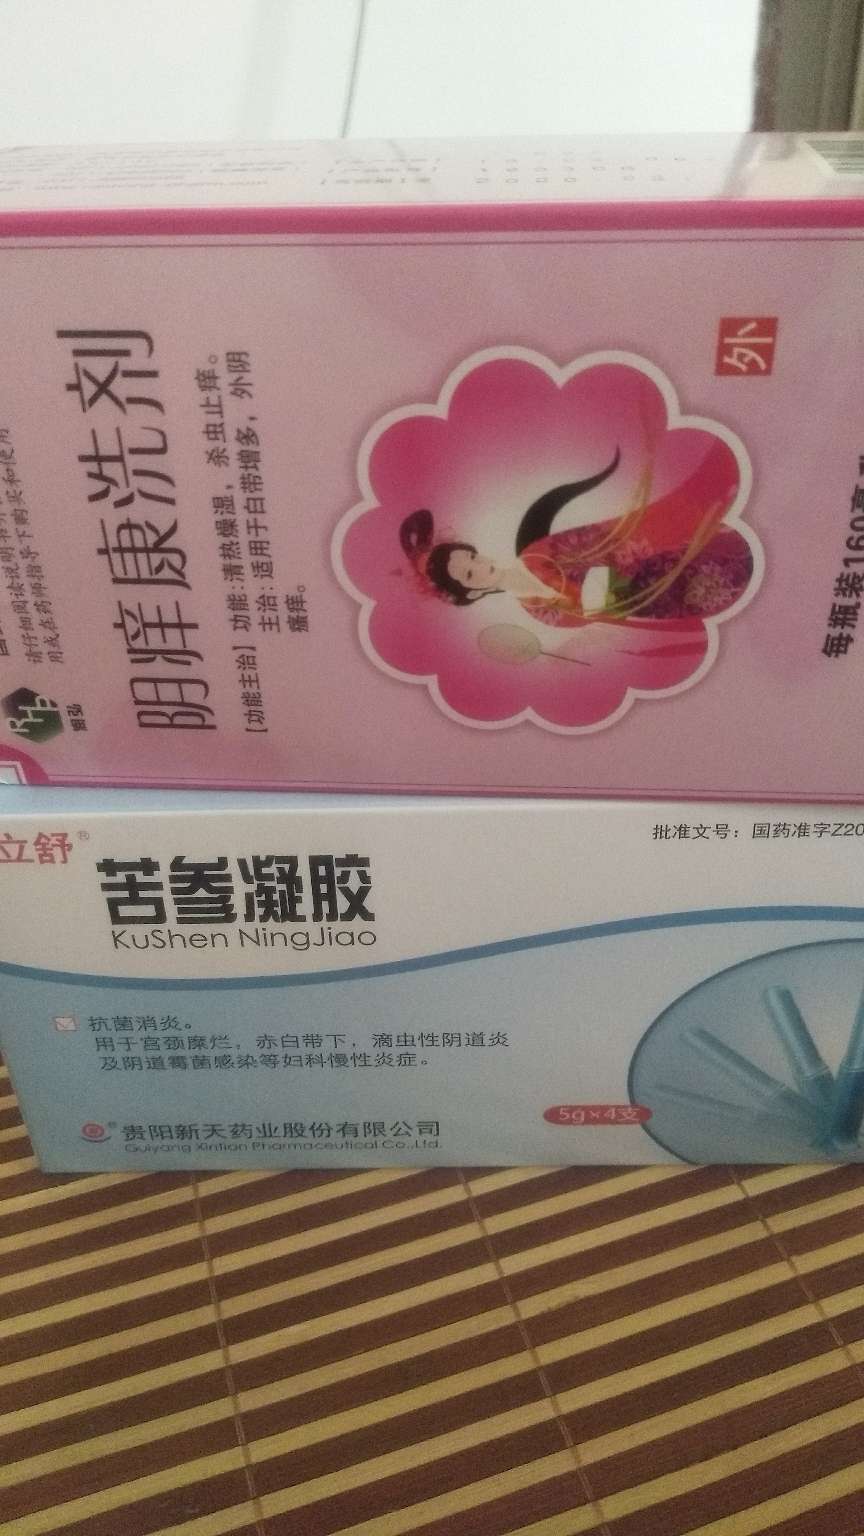 请仔细阅读说明书并
用或在药师指导下购买和使用
RHB
阴痒康洗剂
【功能主治】功能:清热燥湿，杀虫止痒。
主治:适用于白带增多，外阴
瘙痒。
外
每瓶装160毫
立舒®
批准文号：国药准字Z20
苦参凝胶
KuShen NingJiao
抗菌消炎。
用于宫颈糜烂，赤白带下，滴虫性阴道炎
及阴道霉菌感染等妇科慢性炎症。
5g×4支
贵阳新天药业股份有限公司
Guiyang Xintian Pharmaceutical Co.,Ltd.